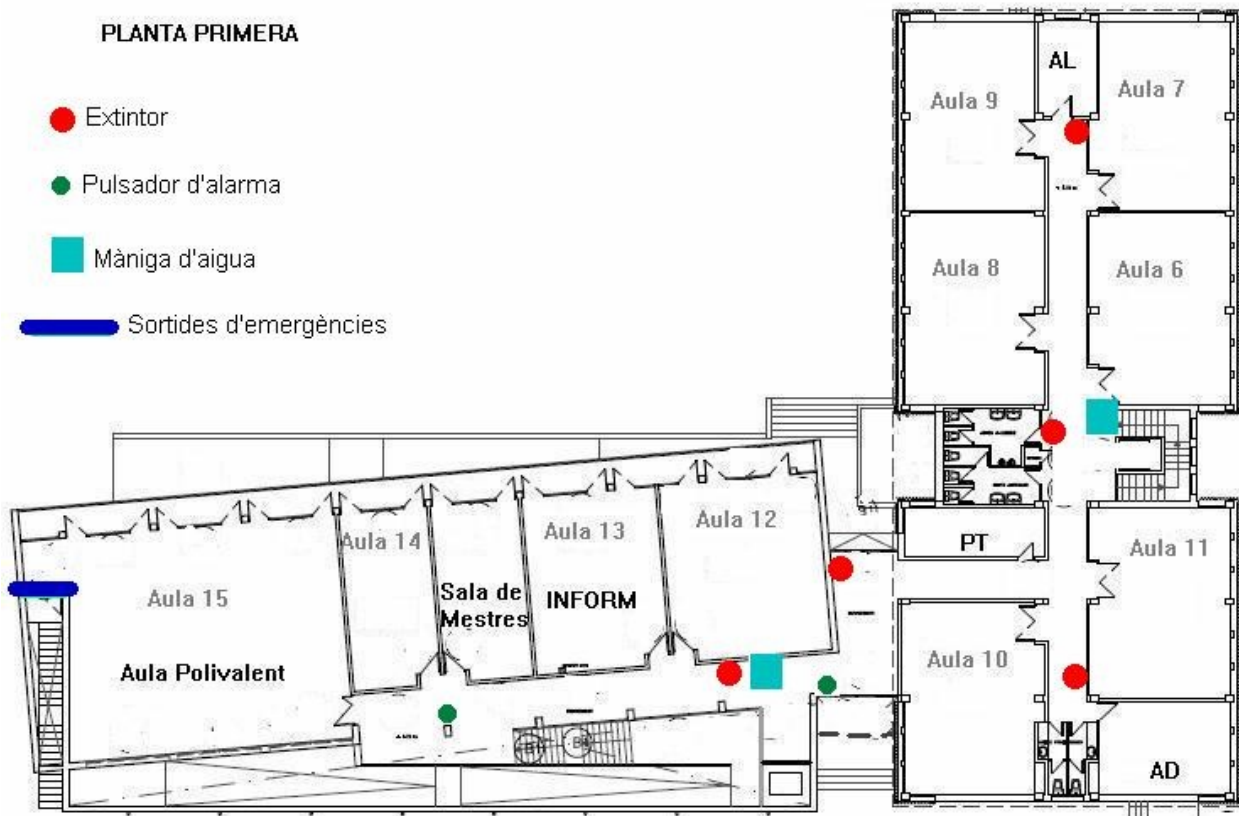 PLANTA PRIMERA
Extintor
Pulsador d'alarma
Màniga d'aigua
Sortides d'emergències
AL
Aula 9
Aula 7
Aula 8
Aula 6
Aula 12
Aula 13
Aula 14
PT
Aula 11
Aula 15
Sala de
Mestres
INFORM
Aula Polivalent
Aula 10
AD